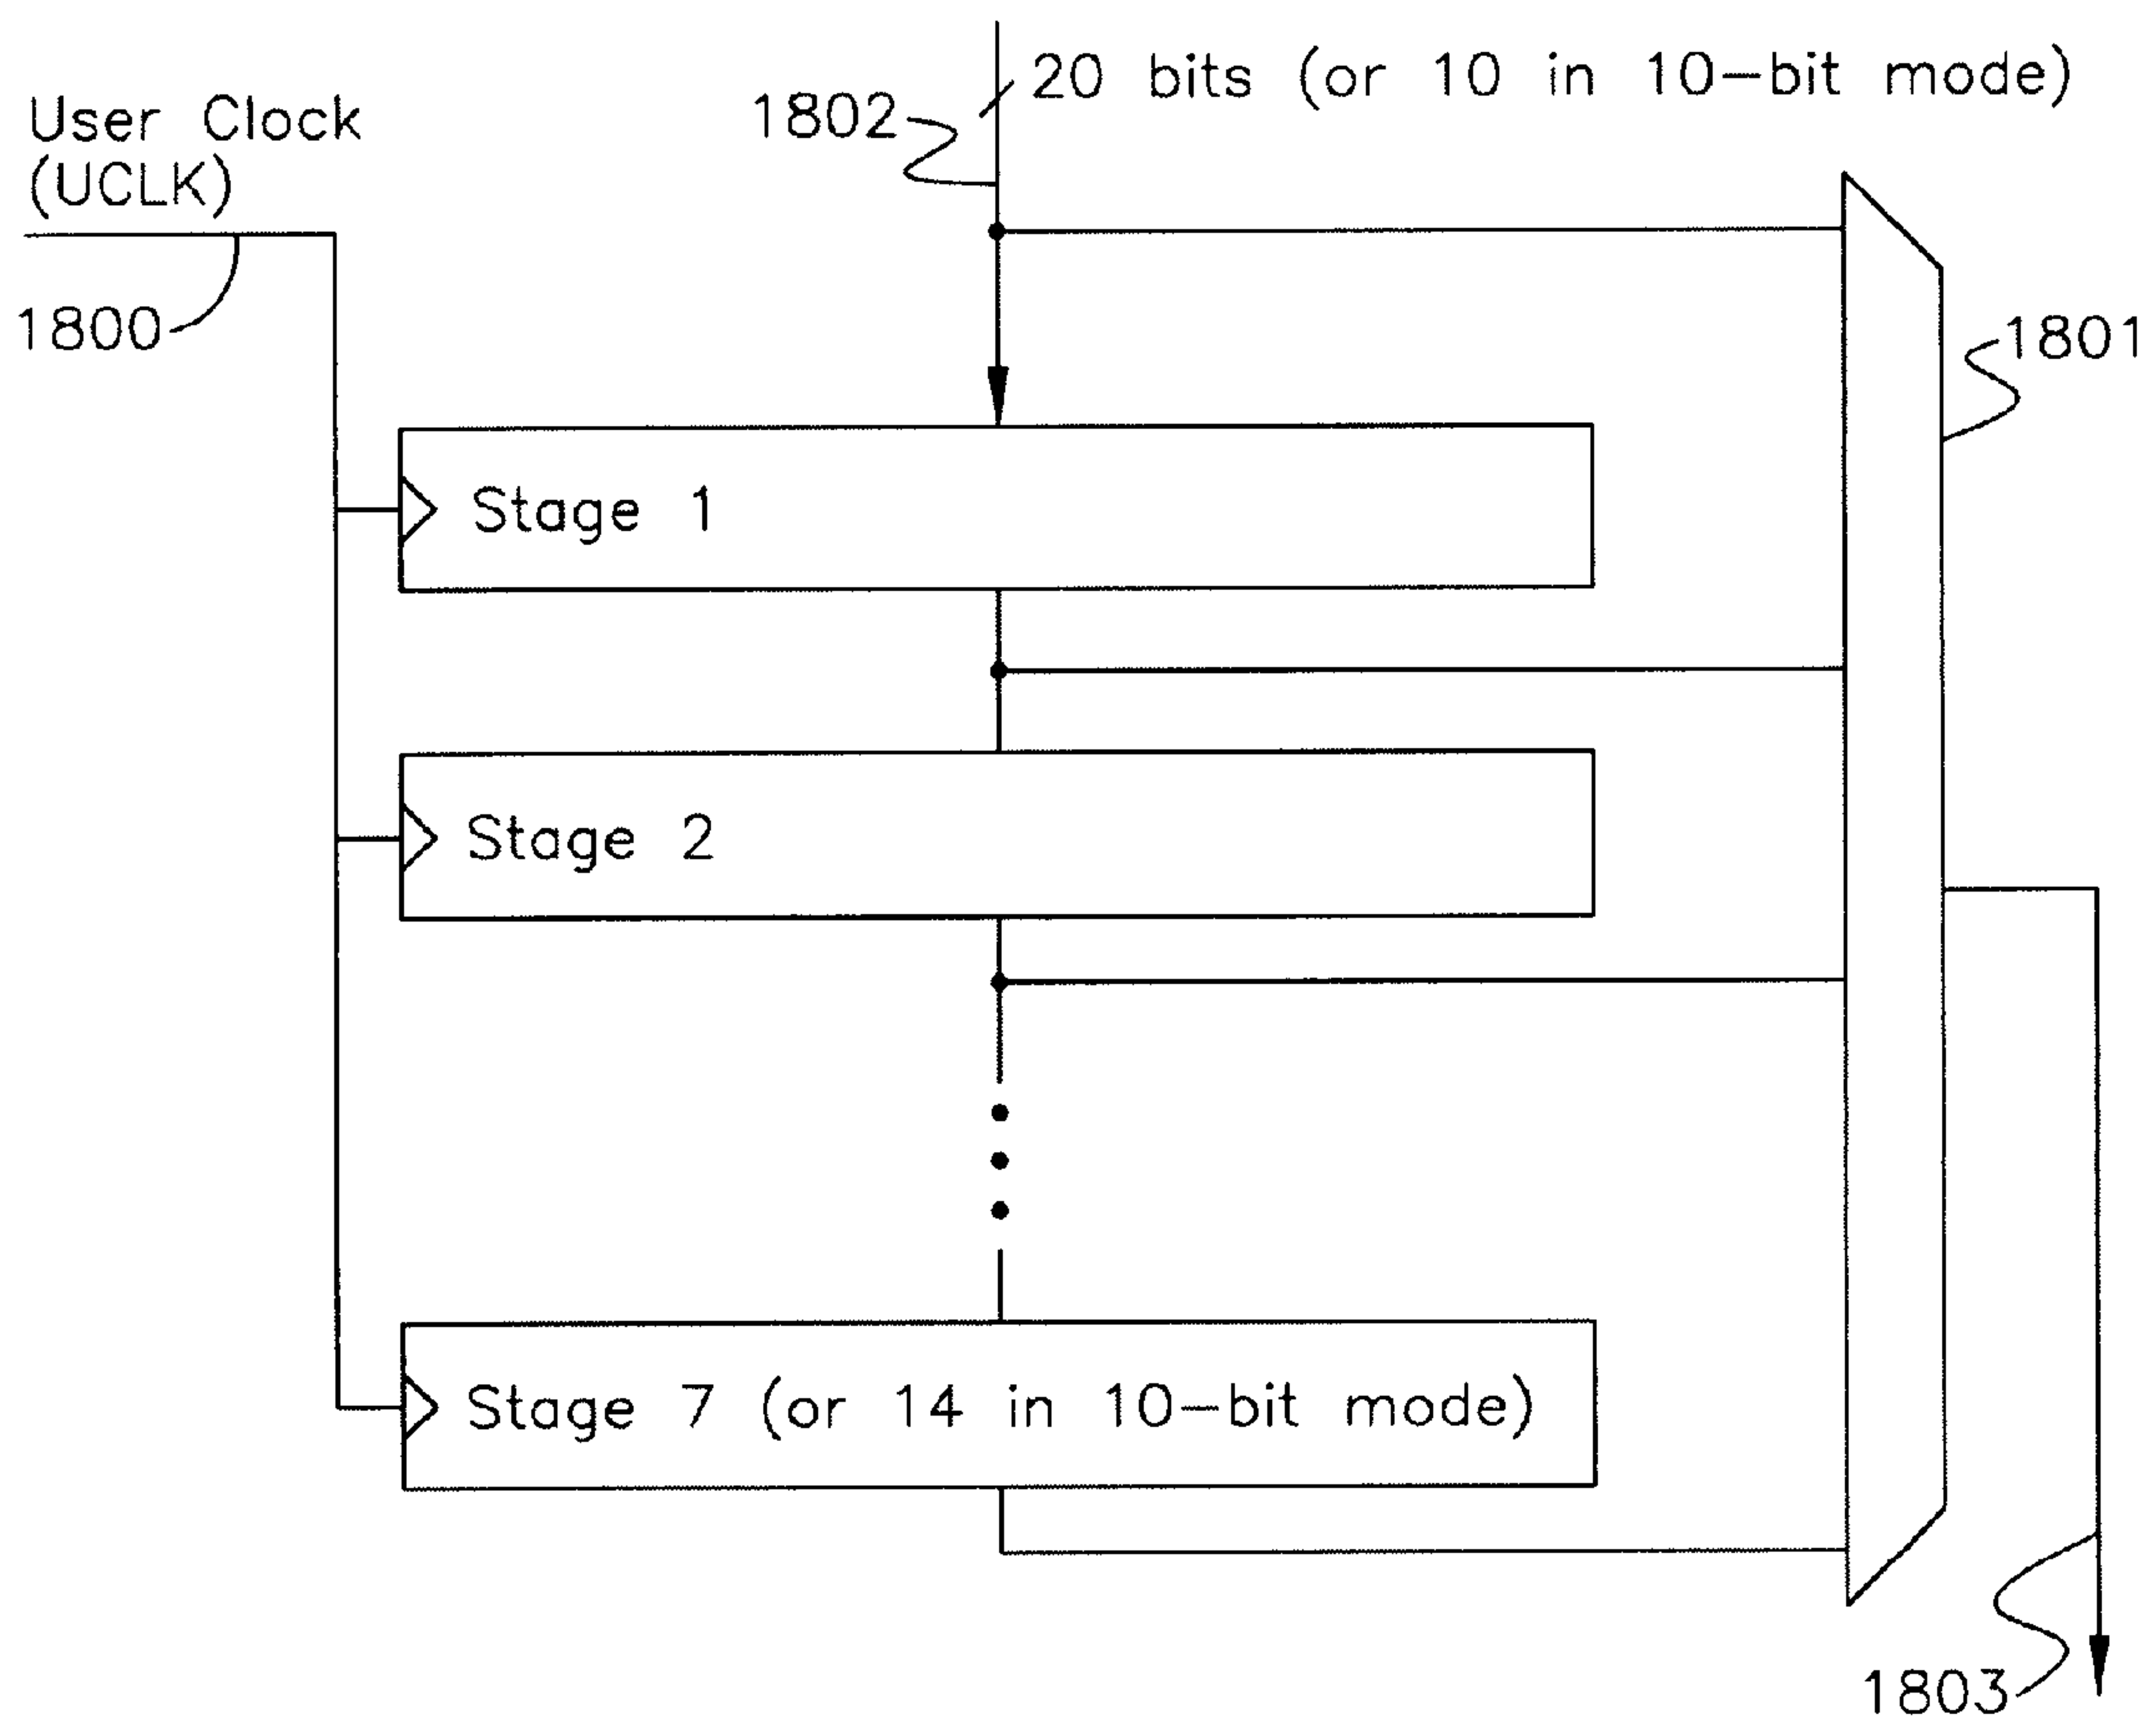 20 bits (or 10 in 10-bit mode)
1802
User Clock
(UCLK)
1800
1801
Stage 1
Stage 2
Stage 7 (or 14 in 10-bit mode)
1803